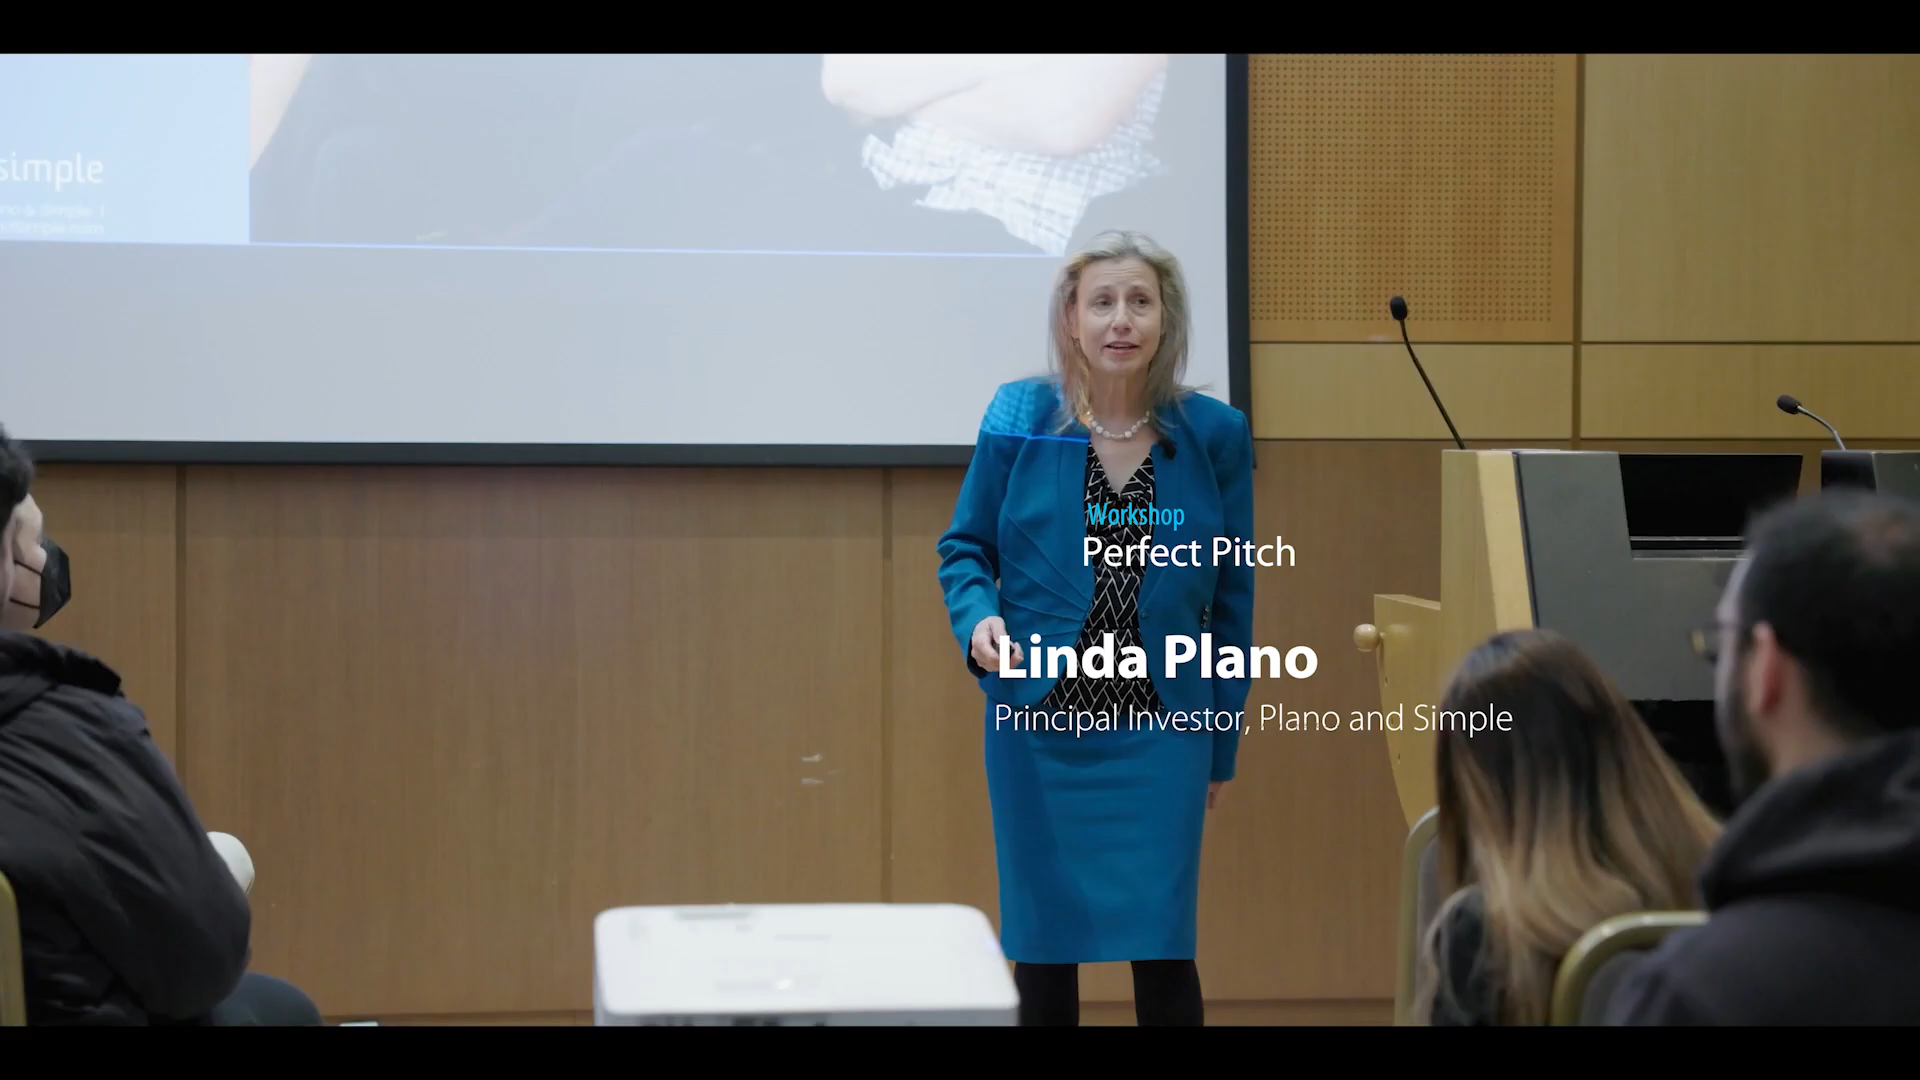 simple
Workshop
Perfect Pitch
Linda Plano
Principal Investor, Plano and Simple